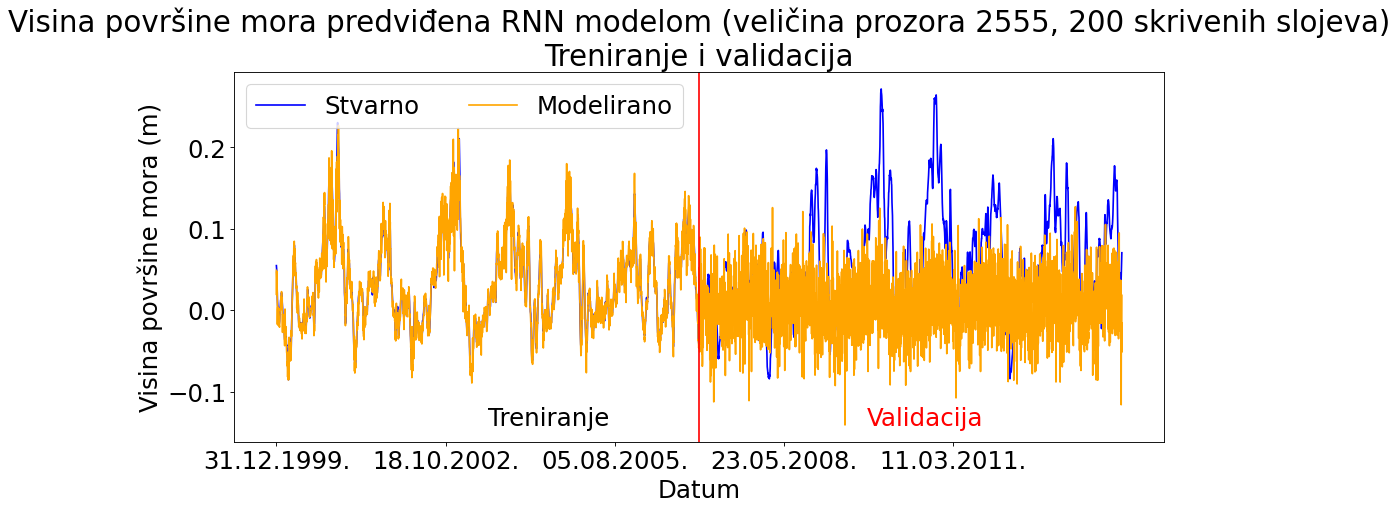 Visina površine mora predviđena RNN modelom (veličina prozora 2555, 200 skrivenih slojeva)
Treniranje i validacija
Stvarno
Modelirano
Visina površine mora (m)
0.2
0.1
0.0
−0.1
Treniranje
Validacija
31.12.1999.
18.10.2002.
05.08.2005.
23.05.2008.
11.03.2011.
Datum